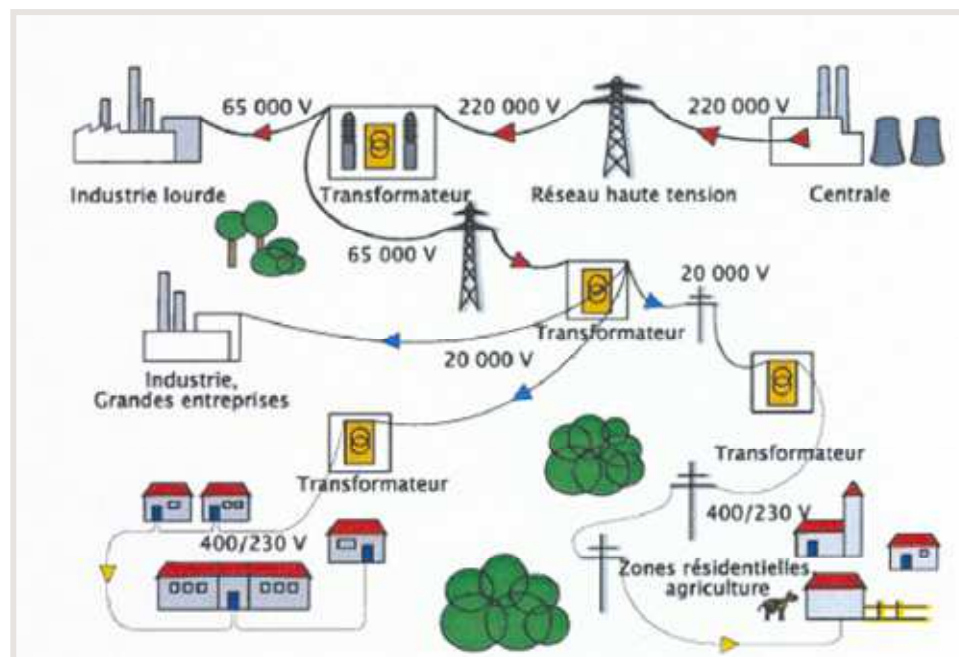 65 000 V
220 000 V
220 000 V
Industrie lourde
Transformateur
Réseau haute tension
Centrale
65 000 V
20 000 V
Transformateur
20 000 V
Industrie,
Grandes entreprises
Transformateur
Transformateur
400/230 V
400/230 V
Zones résidentielles
agriculture